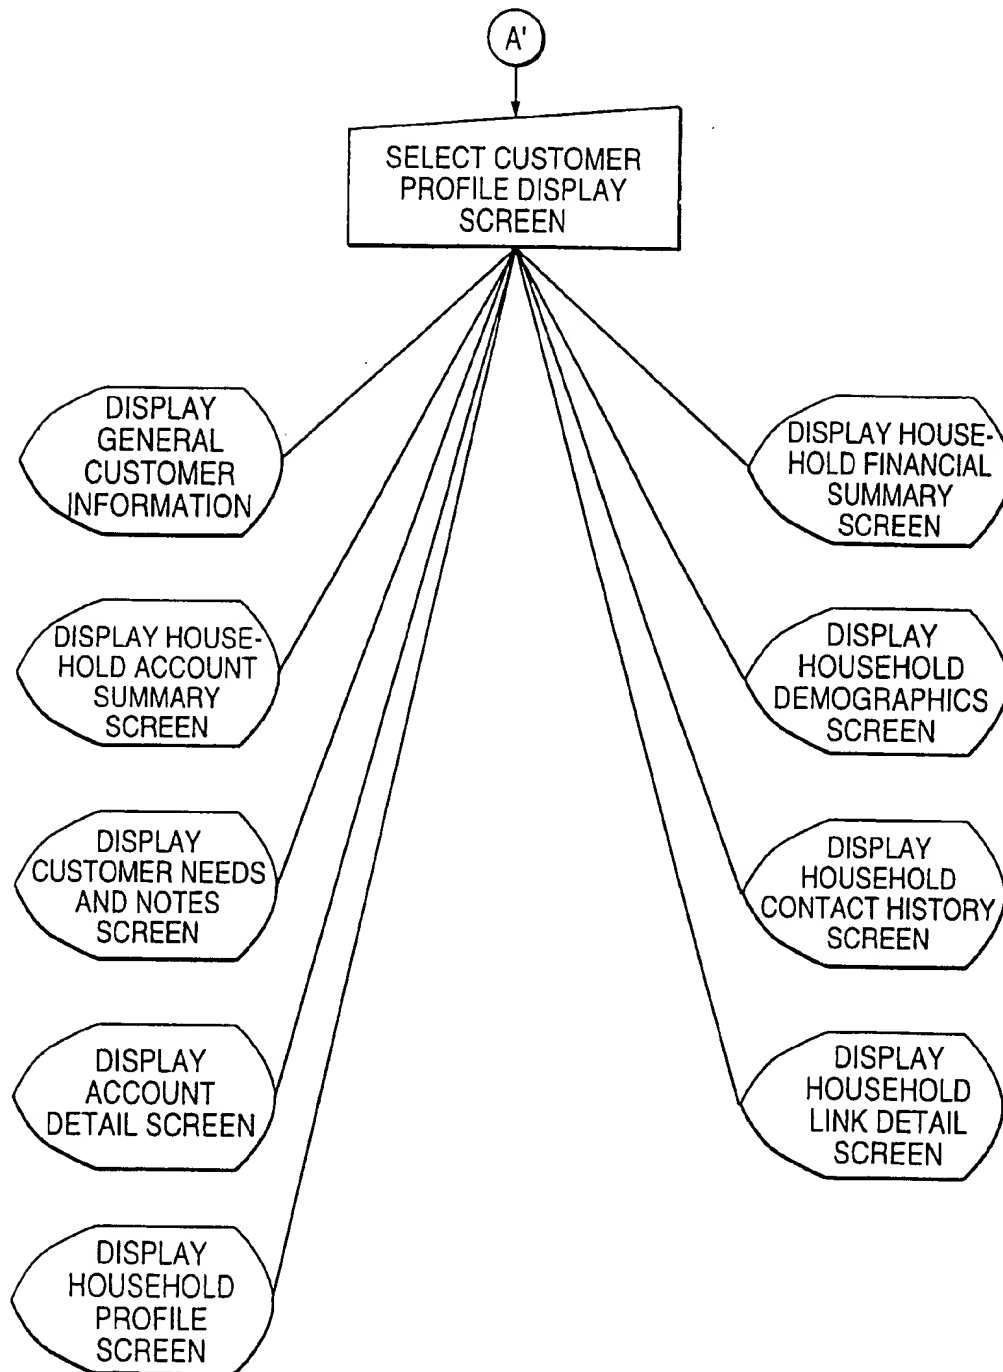 A'
SELECT CUSTOMER
PROFILE DISPLAY
SCREEN
DISPLAY
GENERAL
CUSTOMER
INFORMATION
DISPLAY HOUSE-
HOLD ACCOUNT
SUMMARY
SCREEN
DISPLAY
CUSTOMER NEEDS
AND NOTES
SCREEN
DISPLAY
ACCOUNT
DETAIL SCREEN
DISPLAY
HOUSEHOLD
PROFILE
SCREEN
DISPLAY HOUSE-
HOLD FINANCIAL
SUMMARY
SCREEN
DISPLAY
HOUSEHOLD
DEMOGRAPHICS
SCREEN
DISPLAY
HOUSEHOLD
CONTACT HISTORY
SCREEN
DISPLAY
HOUSEHOLD
LINK DETAIL
SCREEN